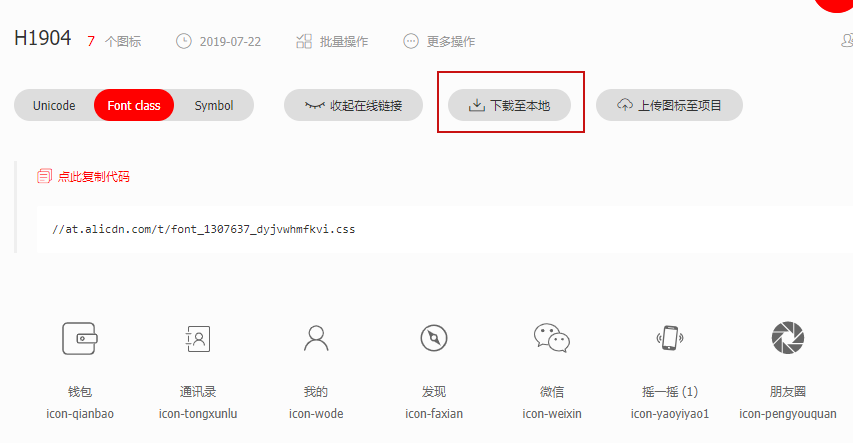 H1904 7 个图标 2019-07-22 批量操作 更多操作
Unicode Font class Symbol 收起在线链接 下载至本地 上传图标至项目
点此复制代码
//at.alicdn.com/t/font_1307637_dyjvwhmfkvi.css
钱包 通讯录 我的 发现 微信 摇一摇 (1) 朋友圈
icon-qianbao icon-tongxunlu icon-wode icon-faxian icon-weixin icon-yaoyiyao1 icon-pengyouquan